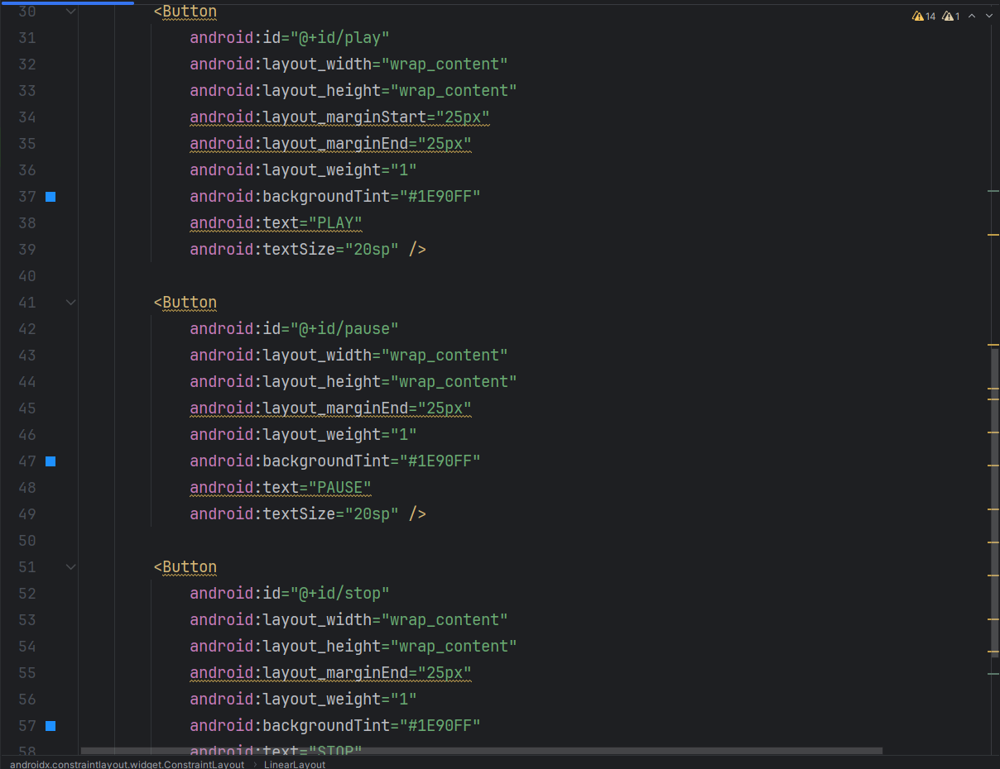 30 <Button 14 1
31 android:id="@+id/play"
32 android:layout_width="wrap_content"
33 android:layout_height="wrap_content"
34 android:layout_marginStart="25px"
35 android:layout_marginEnd="25px"
36 android:layout_weight="1"
37 android:backgroundTint="#1E90FF"
38 android:text="PLAY"
39 android:textSize="20sp" />
40
41 <Button
42 android:id="@+id/pause"
43 android:layout_width="wrap_content"
44 android:layout_height="wrap_content"
45 android:layout_marginEnd="25px"
46 android:layout_weight="1"
47 android:backgroundTint="#1E90FF"
48 android:text="PAUSE"
49 android:textSize="20sp" />
50
51 <Button
52 android:id="@+id/stop"
53 android:layout_width="wrap_content"
54 android:layout_height="wrap_content"
55 android:layout_marginEnd="25px"
56 android:layout_weight="1"
57 android:backgroundTint="#1E90FF"
58 android:text="STOP"
androidx.constraintlayout.widget.ConstraintLayout › LinearLayout